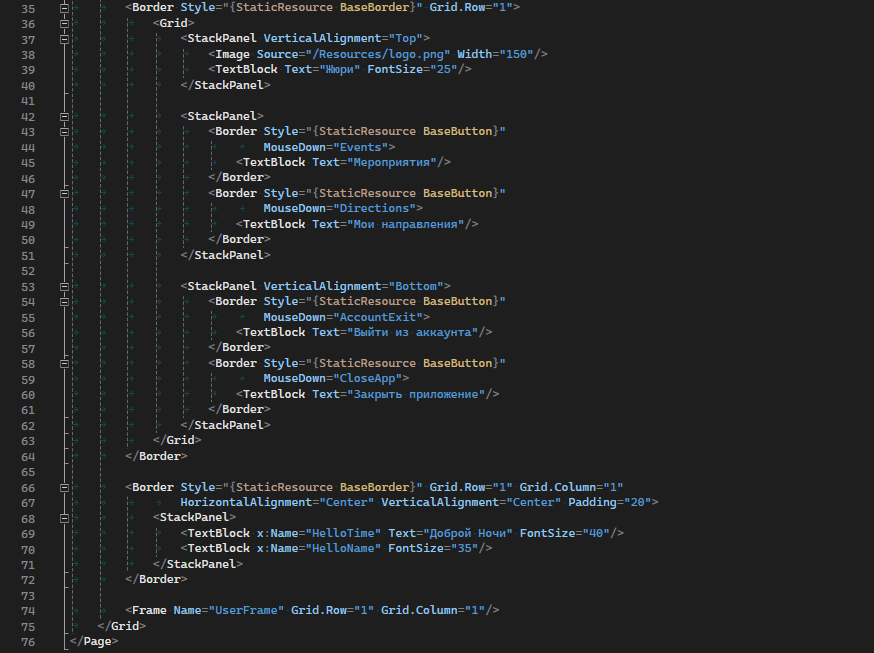 35 <Border Style="{StaticResource BaseBorder}" Grid.Row="1">
36 <Grid>
37 <StackPanel VerticalAlignment="Top">
38 <Image Source="/Resources/logo.png" Width="150"/>
39 <TextBlock Text="Жюри" FontSize="25"/>
40 </StackPanel>
41
42 <StackPanel>
43 <Border Style="{StaticResource BaseButton}"
44 MouseDown="Events">
45 <TextBlock Text="Мероприятия"/>
46 </Border>
47 <Border Style="{StaticResource BaseButton}"
48 MouseDown="Directions">
49 <TextBlock Text="Мои направления"/>
50 </Border>
51 </StackPanel>
52
53 <StackPanel VerticalAlignment="Bottom">
54 <Border Style="{StaticResource BaseButton}"
55 MouseDown="AccountExit">
56 <TextBlock Text="Выйти из аккаунта"/>
57 </Border>
58 <Border Style="{StaticResource BaseButton}"
59 MouseDown="CloseApp">
60 <TextBlock Text="Закрыть приложение"/>
61 </Border>
62 </StackPanel>
63 </Grid>
64 </Border>
65
66 <Border Style="{StaticResource BaseBorder}" Grid.Row="1" Grid.Column="1"
67 HorizontalAlignment="Center" VerticalAlignment="Center" Padding="20">
68 <StackPanel>
69 <TextBlock x:Name="HelloTime" Text="Доброй Ночи" FontSize="40"/>
70 <TextBlock x:Name="HelloName" FontSize="35"/>
71 </StackPanel>
72 </Border>
73
74 <Frame Name="UserFrame" Grid.Row="1" Grid.Column="1"/>
75 </Grid>
76 </Page>